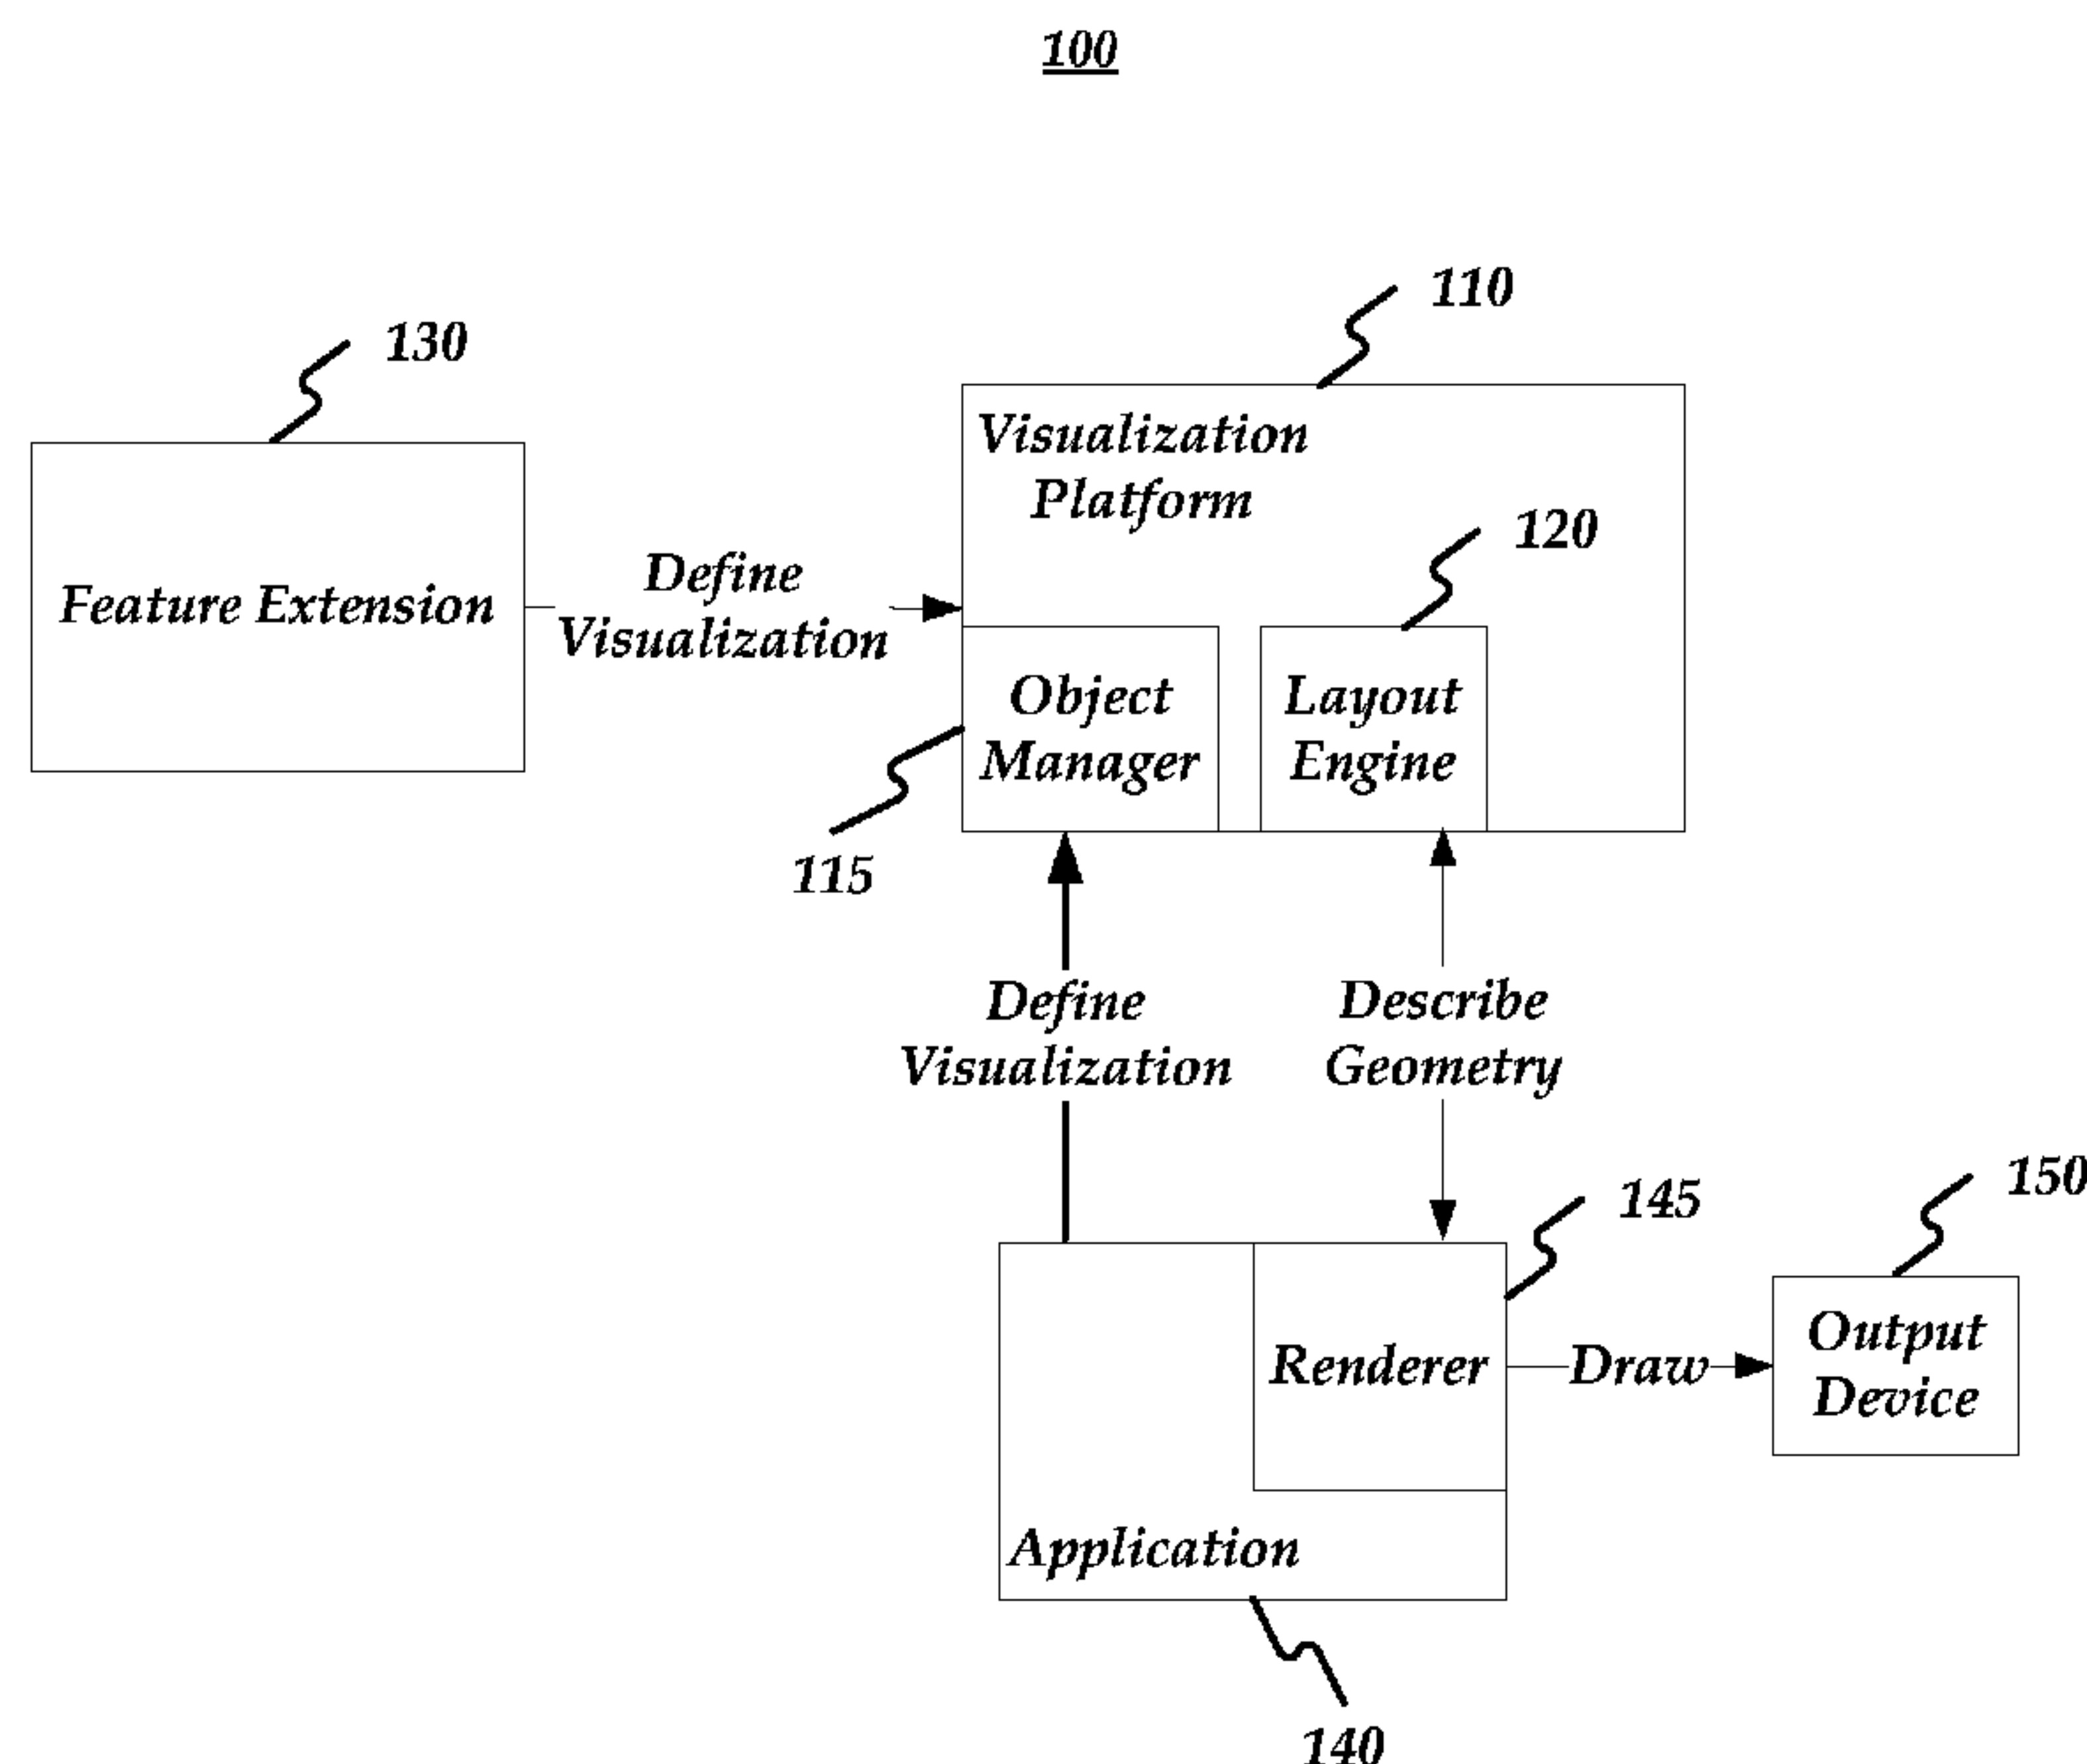 100
110
130
Visualization
Platform
120
Define
Visualization
Feature Extension
Object
Manager
Layout
Engine
115
Define
Visualization
Describe
Geometry
145
150
Renderer
Draw
Output
Device
Application
140